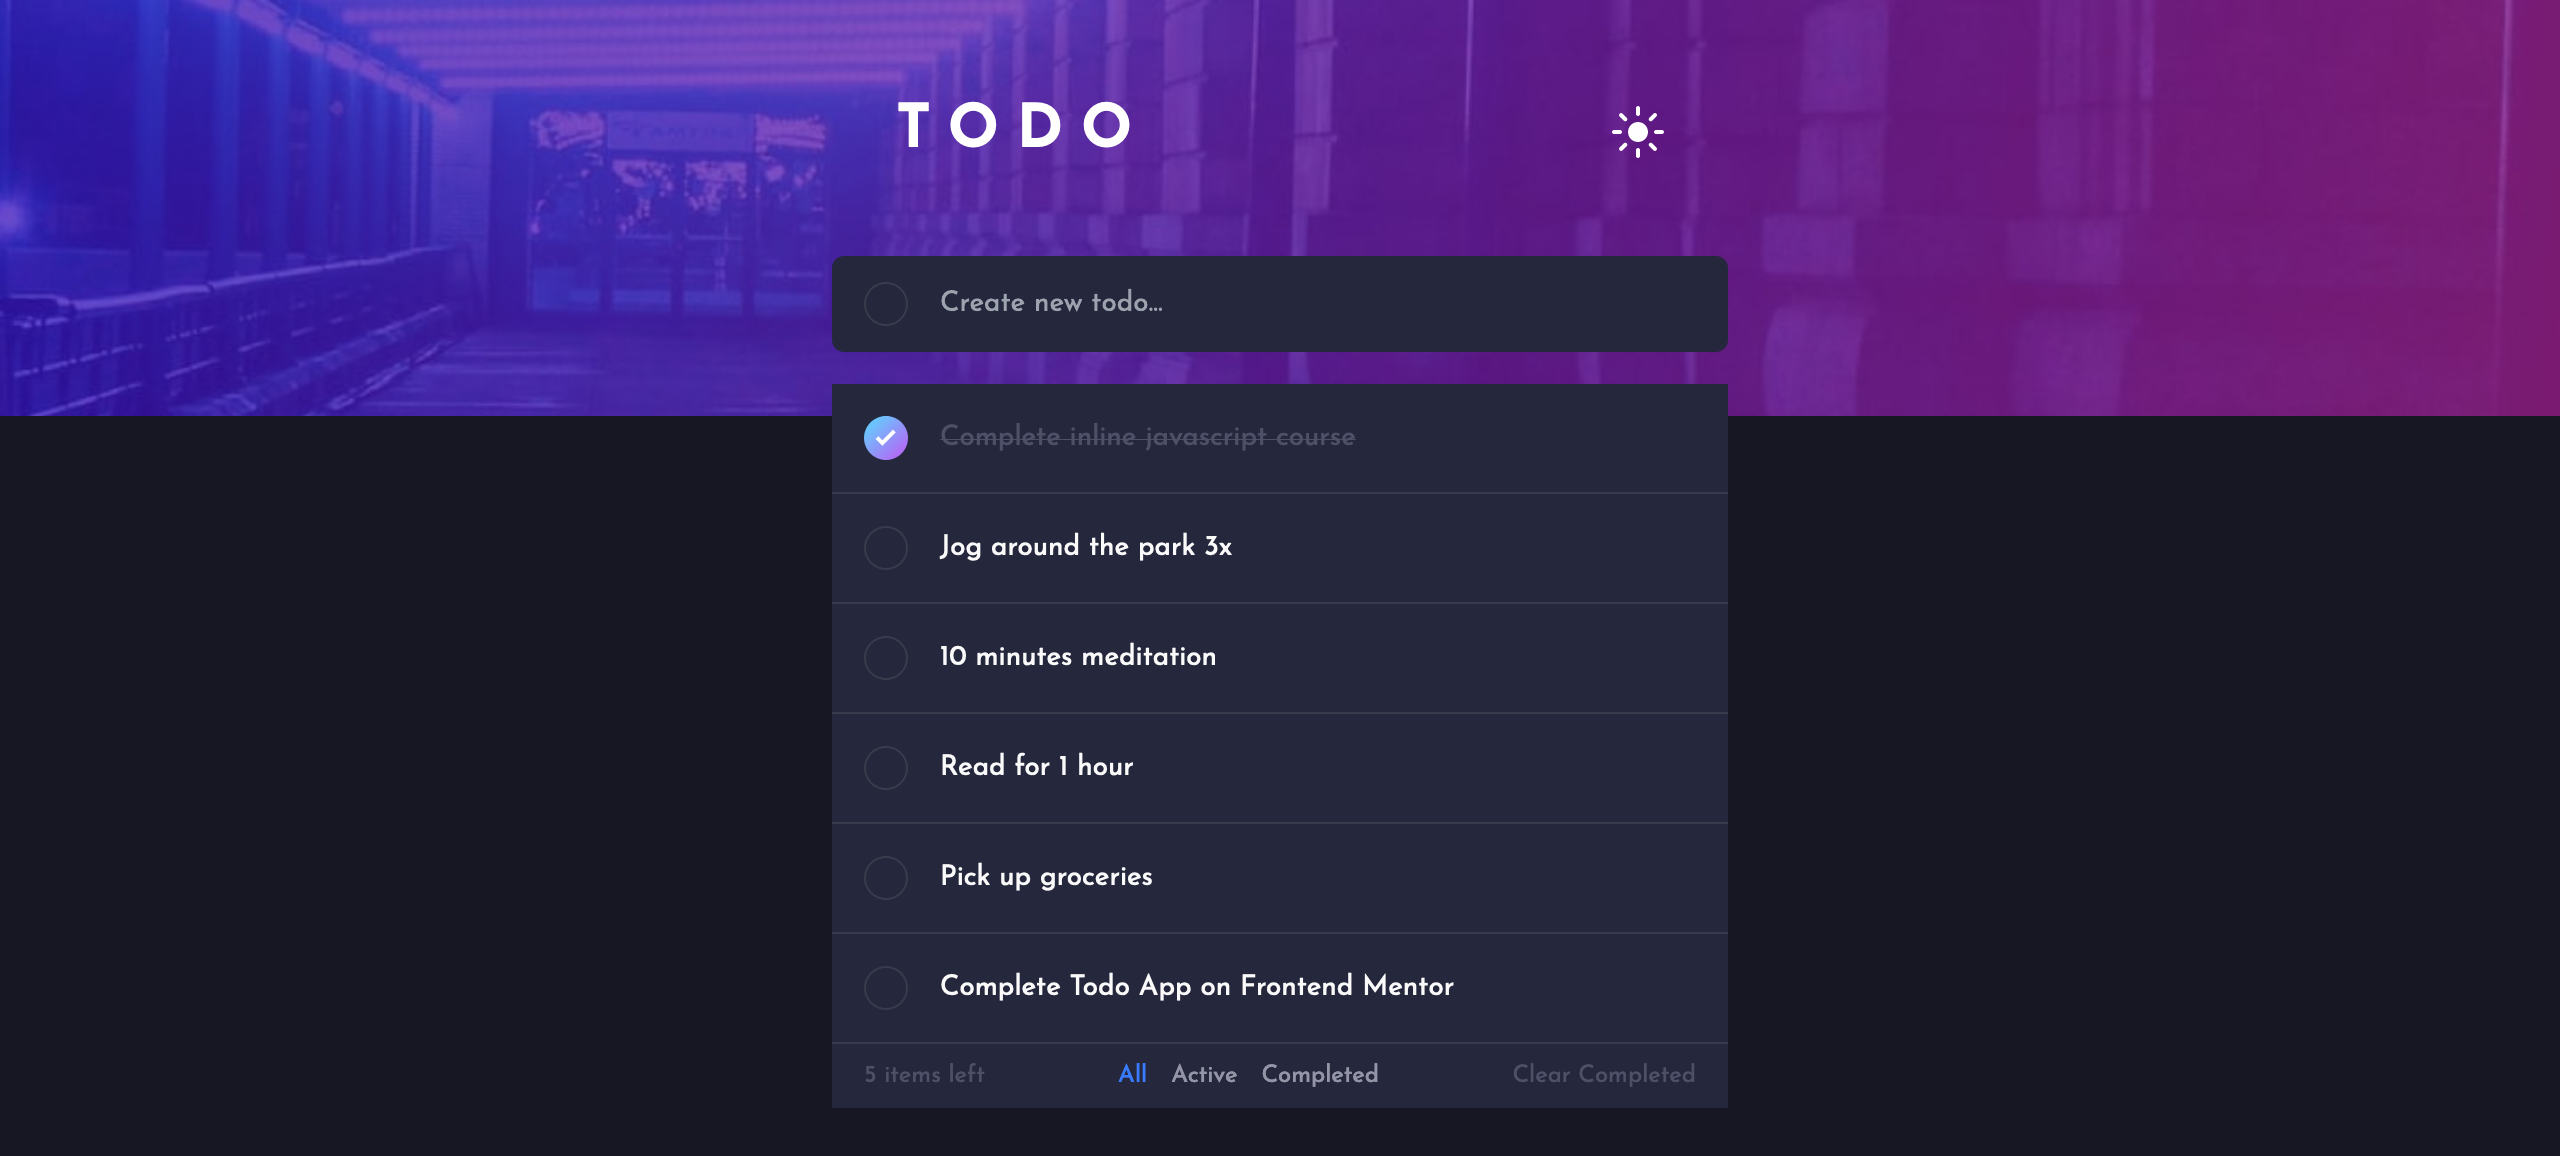 TODO
Create new todo...
Complete inline javascript course
Jog around the park 3x
10 minutes meditation
Read for 1 hour
Pick up groceries
Complete Todo App on Frontend Mentor
5 items left All Active Completed Clear Completed